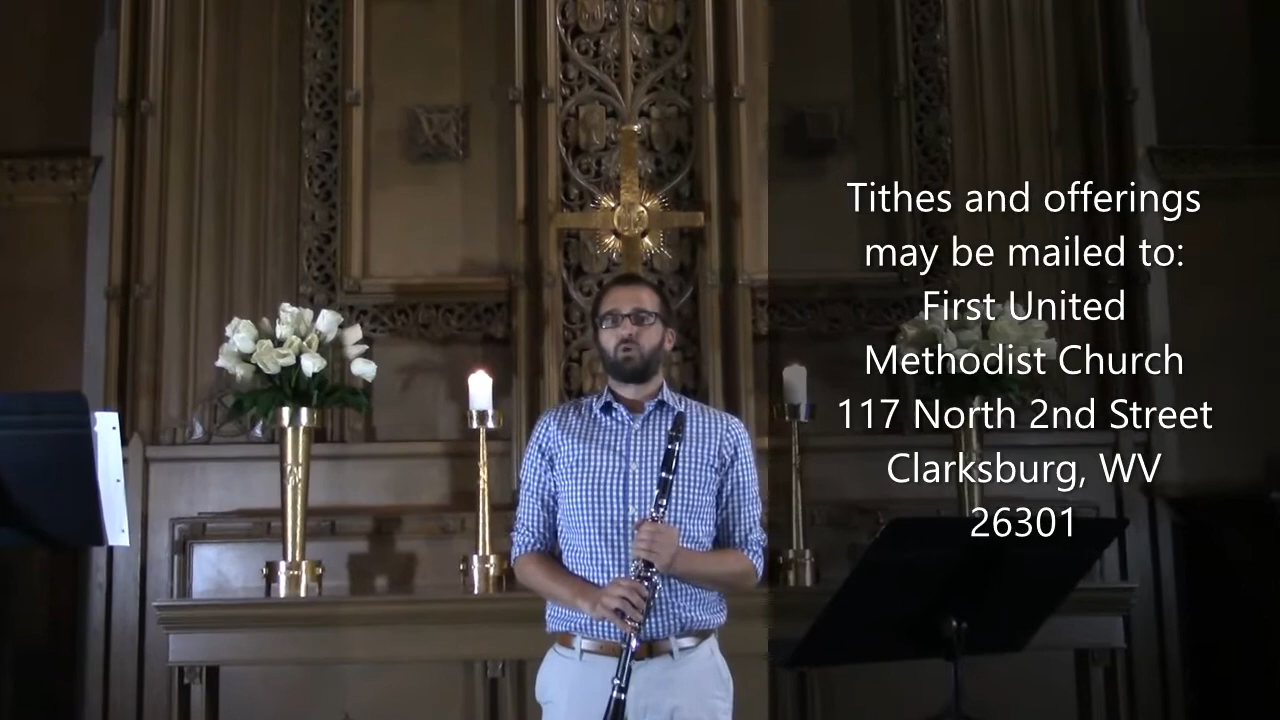 Tithes and offerings
may be mailed to:
First United
Methodist Church
117 North 2nd Street
Clarksburg, WV
26301